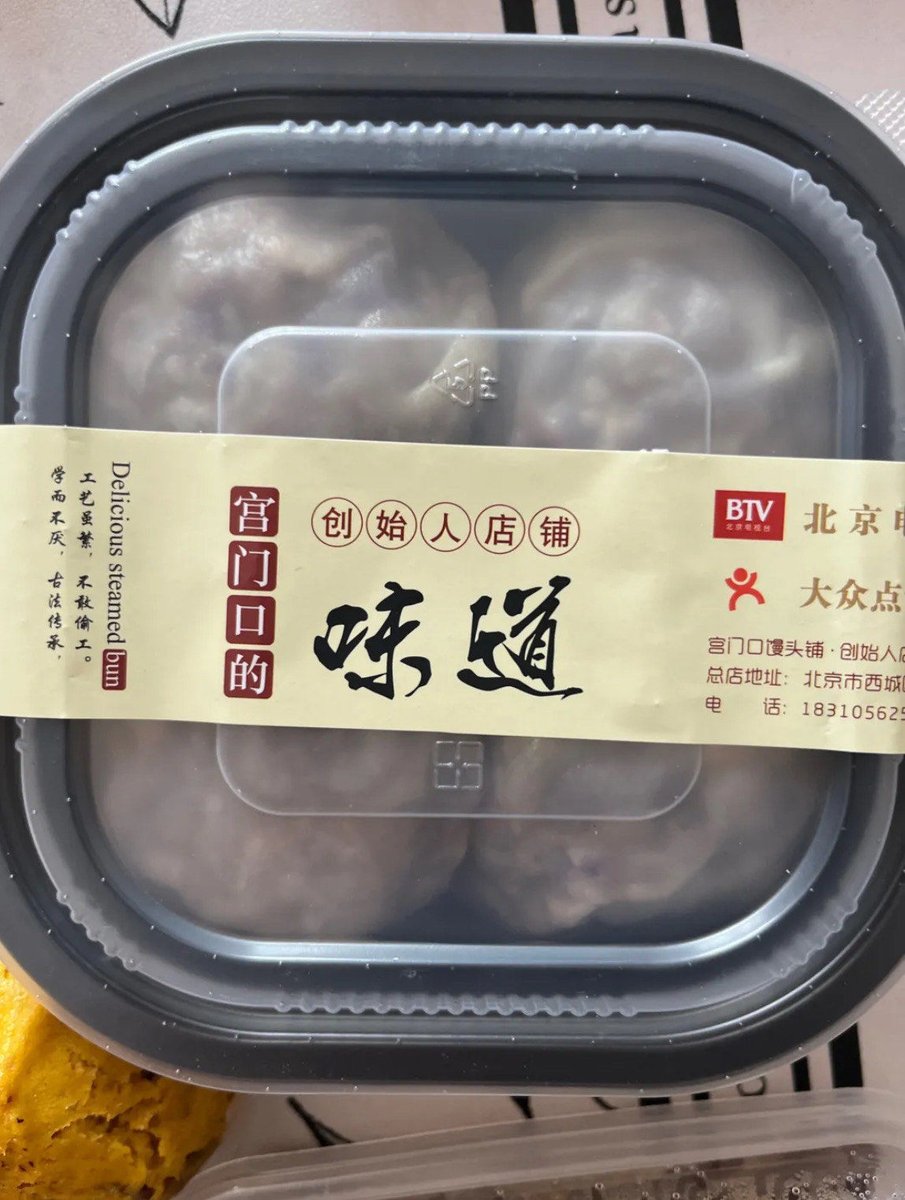 PP
学而不厌，古法传承，
工艺虽繁，不敢偷工。
Delicious steamed bun
宫门口的
创始人店铺
味道
BTV
北京电视台
北京电
大众点
宫门口馒头铺·创始人店
总店地址：北京市西城
电 话：183105625